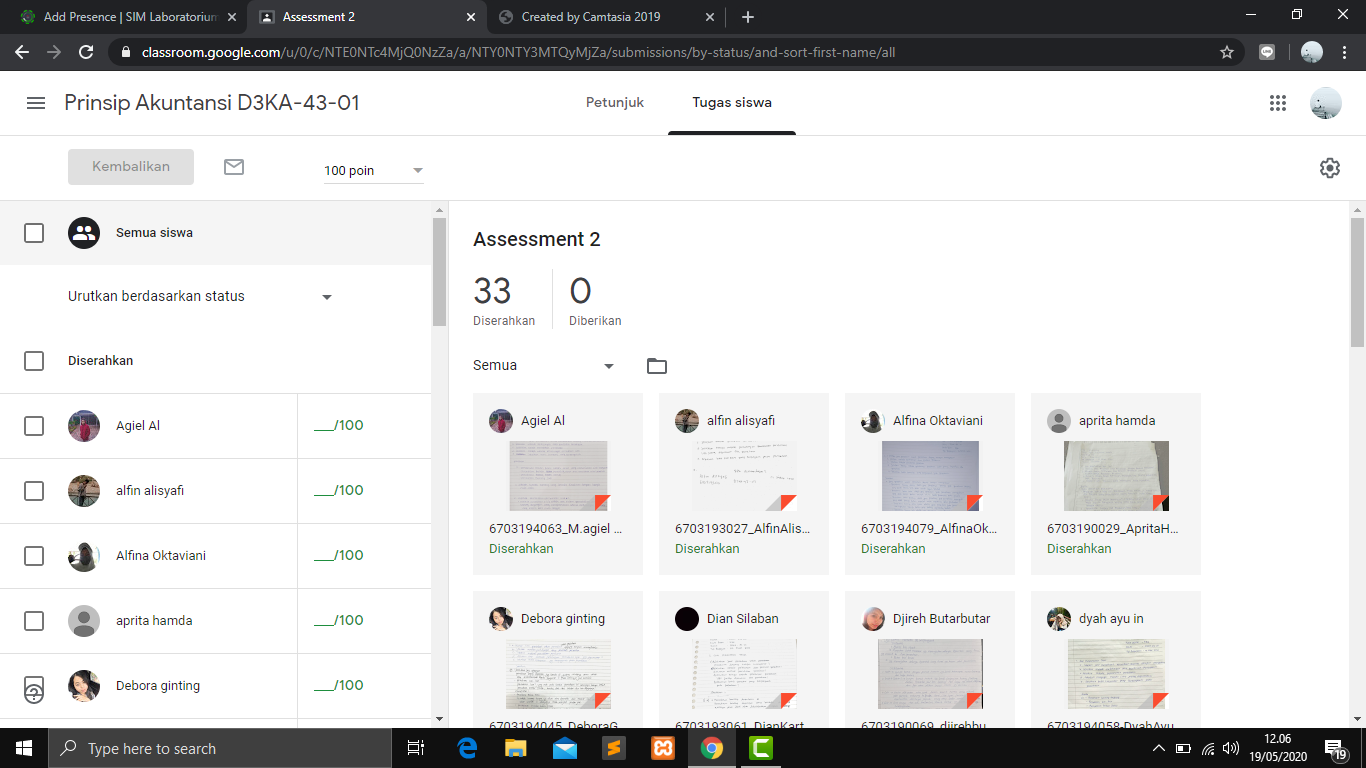 Add Presence | SIM Laboratorium
Assessment 2
Created by Camtasia 2019
classroom.google.com/u/0/c/NTE0NTc4MjQ0NzZa/a/NTY0NTY3MTQyMjZa/submissions/by-status/and-sort-first-name/all
Prinsip Akuntansi D3KA-43-01
Petunjuk
Tugas siswa
Kembalikan
100 poin
Semua siswa
Urutkan berdasarkan status
Diserahkan
Agiel Al
___/100
alfin alisyafi
___/100
Alfina Oktaviani
___/100
aprita hamda
___/100
Debora ginting
___/100
Assessment 2
33
Diserahkan
0
Diberikan
Semua
Agiel Al
6703194063_M.agiel ...
Diserahkan
alfin alisyafi
6703193027_AlfinAlis...
Diserahkan
Alfina Oktaviani
6703194079_AlfinaOk...
Diserahkan
aprita hamda
6703190029_ApritaH...
Diserahkan
Debora ginting
6703194045_DeboraG
Dian Silaban
6703193061_DianKart
Djireh Butarbutar
6703190069_djirehbu
dyah ayu in
6703194058-DyahAyu
Type here to search
12.06
19/05/2020
19